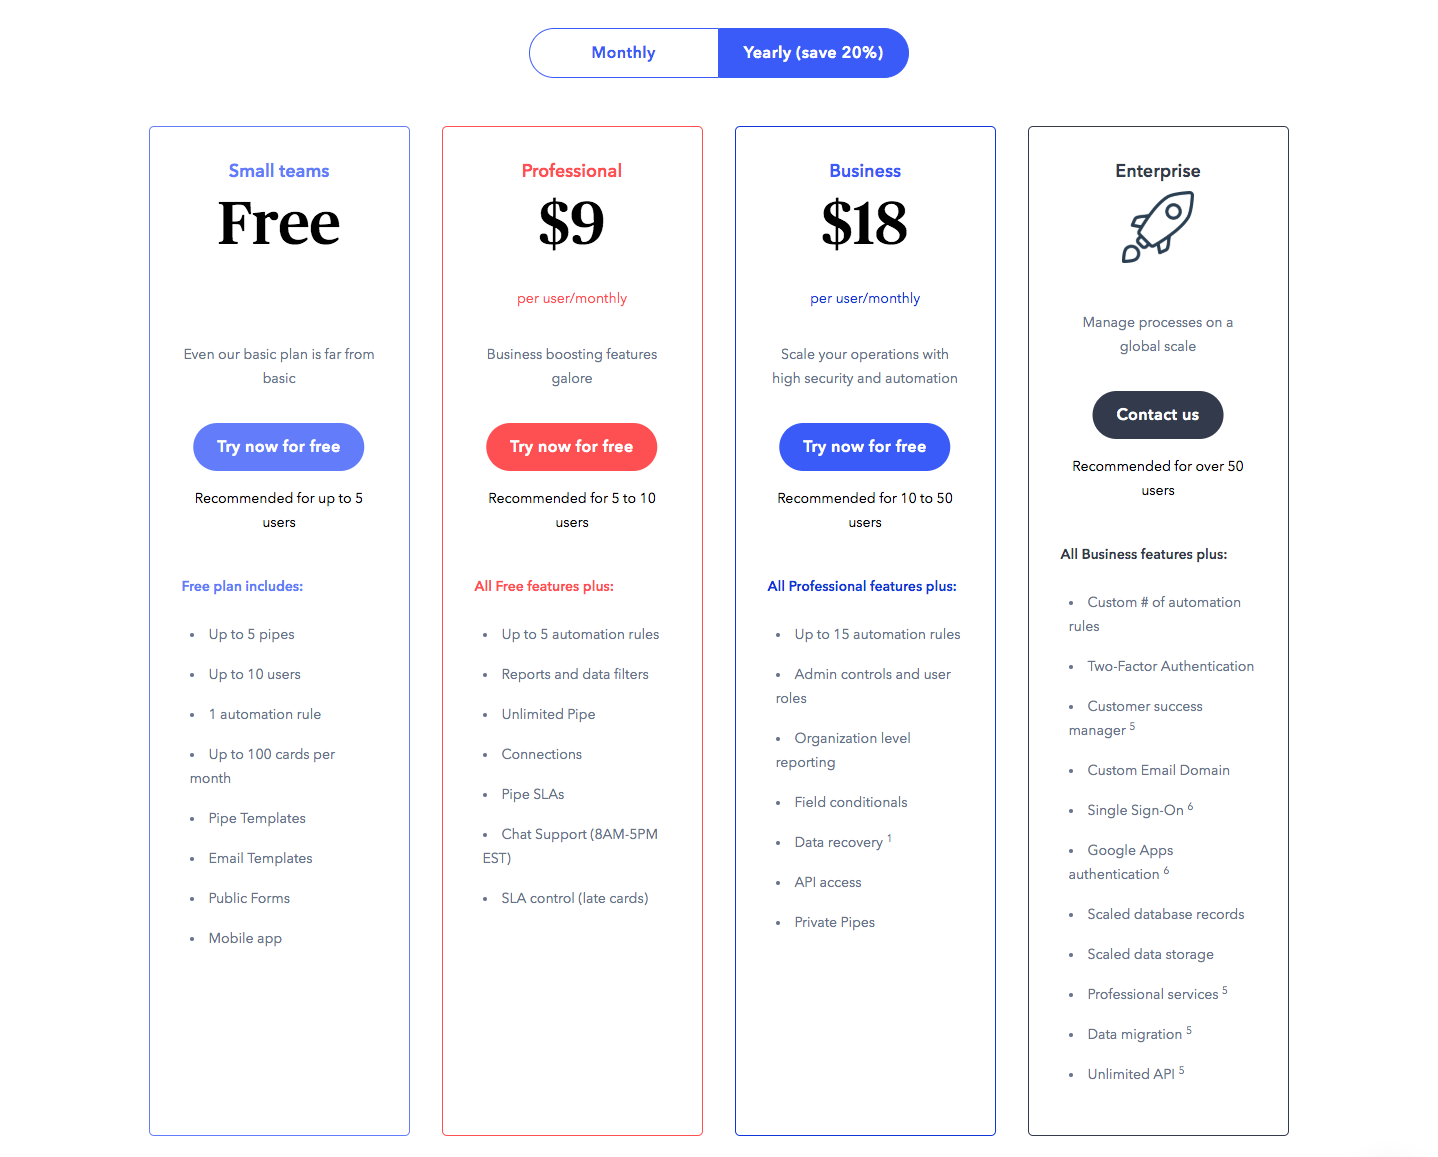 Monthly
Yearly (save 20%)
Small teams
Free
Even our basic plan is far from
basic
Try now for free
Recommended for up to 5
users
Free plan includes:
• Up to 5 pipes
• Up to 10 users
• 1 automation rule
• Up to 100 cards per
month
• Pipe Templates
• Email Templates
• Public Forms
• Mobile app
Professional
$9
per user/monthly
Business boosting features
galore
Try now for free
Recommended for 5 to 10
users
All Free features plus:
• Up to 5 automation rules
• Reports and data filters
• Unlimited Pipe
• Connections
• Pipe SLAs
• Chat Support (8AM-5PM
EST)
• SLA control (late cards)
Business
$18
per user/monthly
Scale your operations with
high security and automation
Try now for free
Recommended for 10 to 50
users
All Professional features plus:
• Up to 15 automation rules
• Admin controls and user
roles
• Organization level
reporting
• Field conditionals
• Data recovery 1
• API access
• Private Pipes
Enterprise
Manage processes on a
global scale
Contact us
Recommended for over 50
users
All Business features plus:
• Custom # of automation
rules
• Two-Factor Authentication
• Customer success
manager 5
• Custom Email Domain
• Single Sign-On 6
• Google Apps
authentication 6
• Scaled database records
• Scaled data storage
• Professional services 5
• Data migration 5
• Unlimited API 5